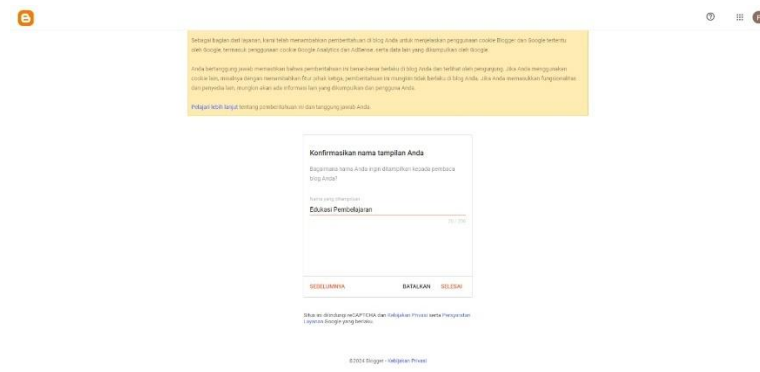 Sebagai bagian dari layanan, kami telah menambahkan pemberitahuan di blog Anda untuk menjelaskan penggunaan cookie Blogger dan Google tertentu
oleh Google, termasuk penggunaan cookie Google Analytics dan AdSense, serta data lain yang dikumpulkan oleh Google.
Anda bertanggung jawab memastikan bahwa pemberitahuan ini benar-benar berlaku di blog Anda dan terlihat oleh pengunjung. Jika Anda menggunakan
cookie lain, misalnya dengan menambahkan fitur pihak ketiga, pemberitahuan ini mungkin tidak berlaku di blog Anda. Jika Anda memasukkan fungsionalitas
dari penyedia lain, mungkin akan ada informasi lain yang dikumpulkan dari pengguna Anda.
Pelajari lebih lanjut tentang pemberitahuan ini dan tanggung jawab Anda.
Konfirmasikan nama tampilan Anda
Bagaimana nama Anda ingin ditampilkan kepada pembaca
blog Anda?
Nama yang ditampilkan
Edukasi Pembelajaran
SEBELUMNYA BATALKAN SELESAI
Situs ini dilindungi reCAPTCHA dan Kebijakan Privasi serta Persyaratan
Layanan Google yang berlaku.
©2024 Blogger - Kebijakan Privasi